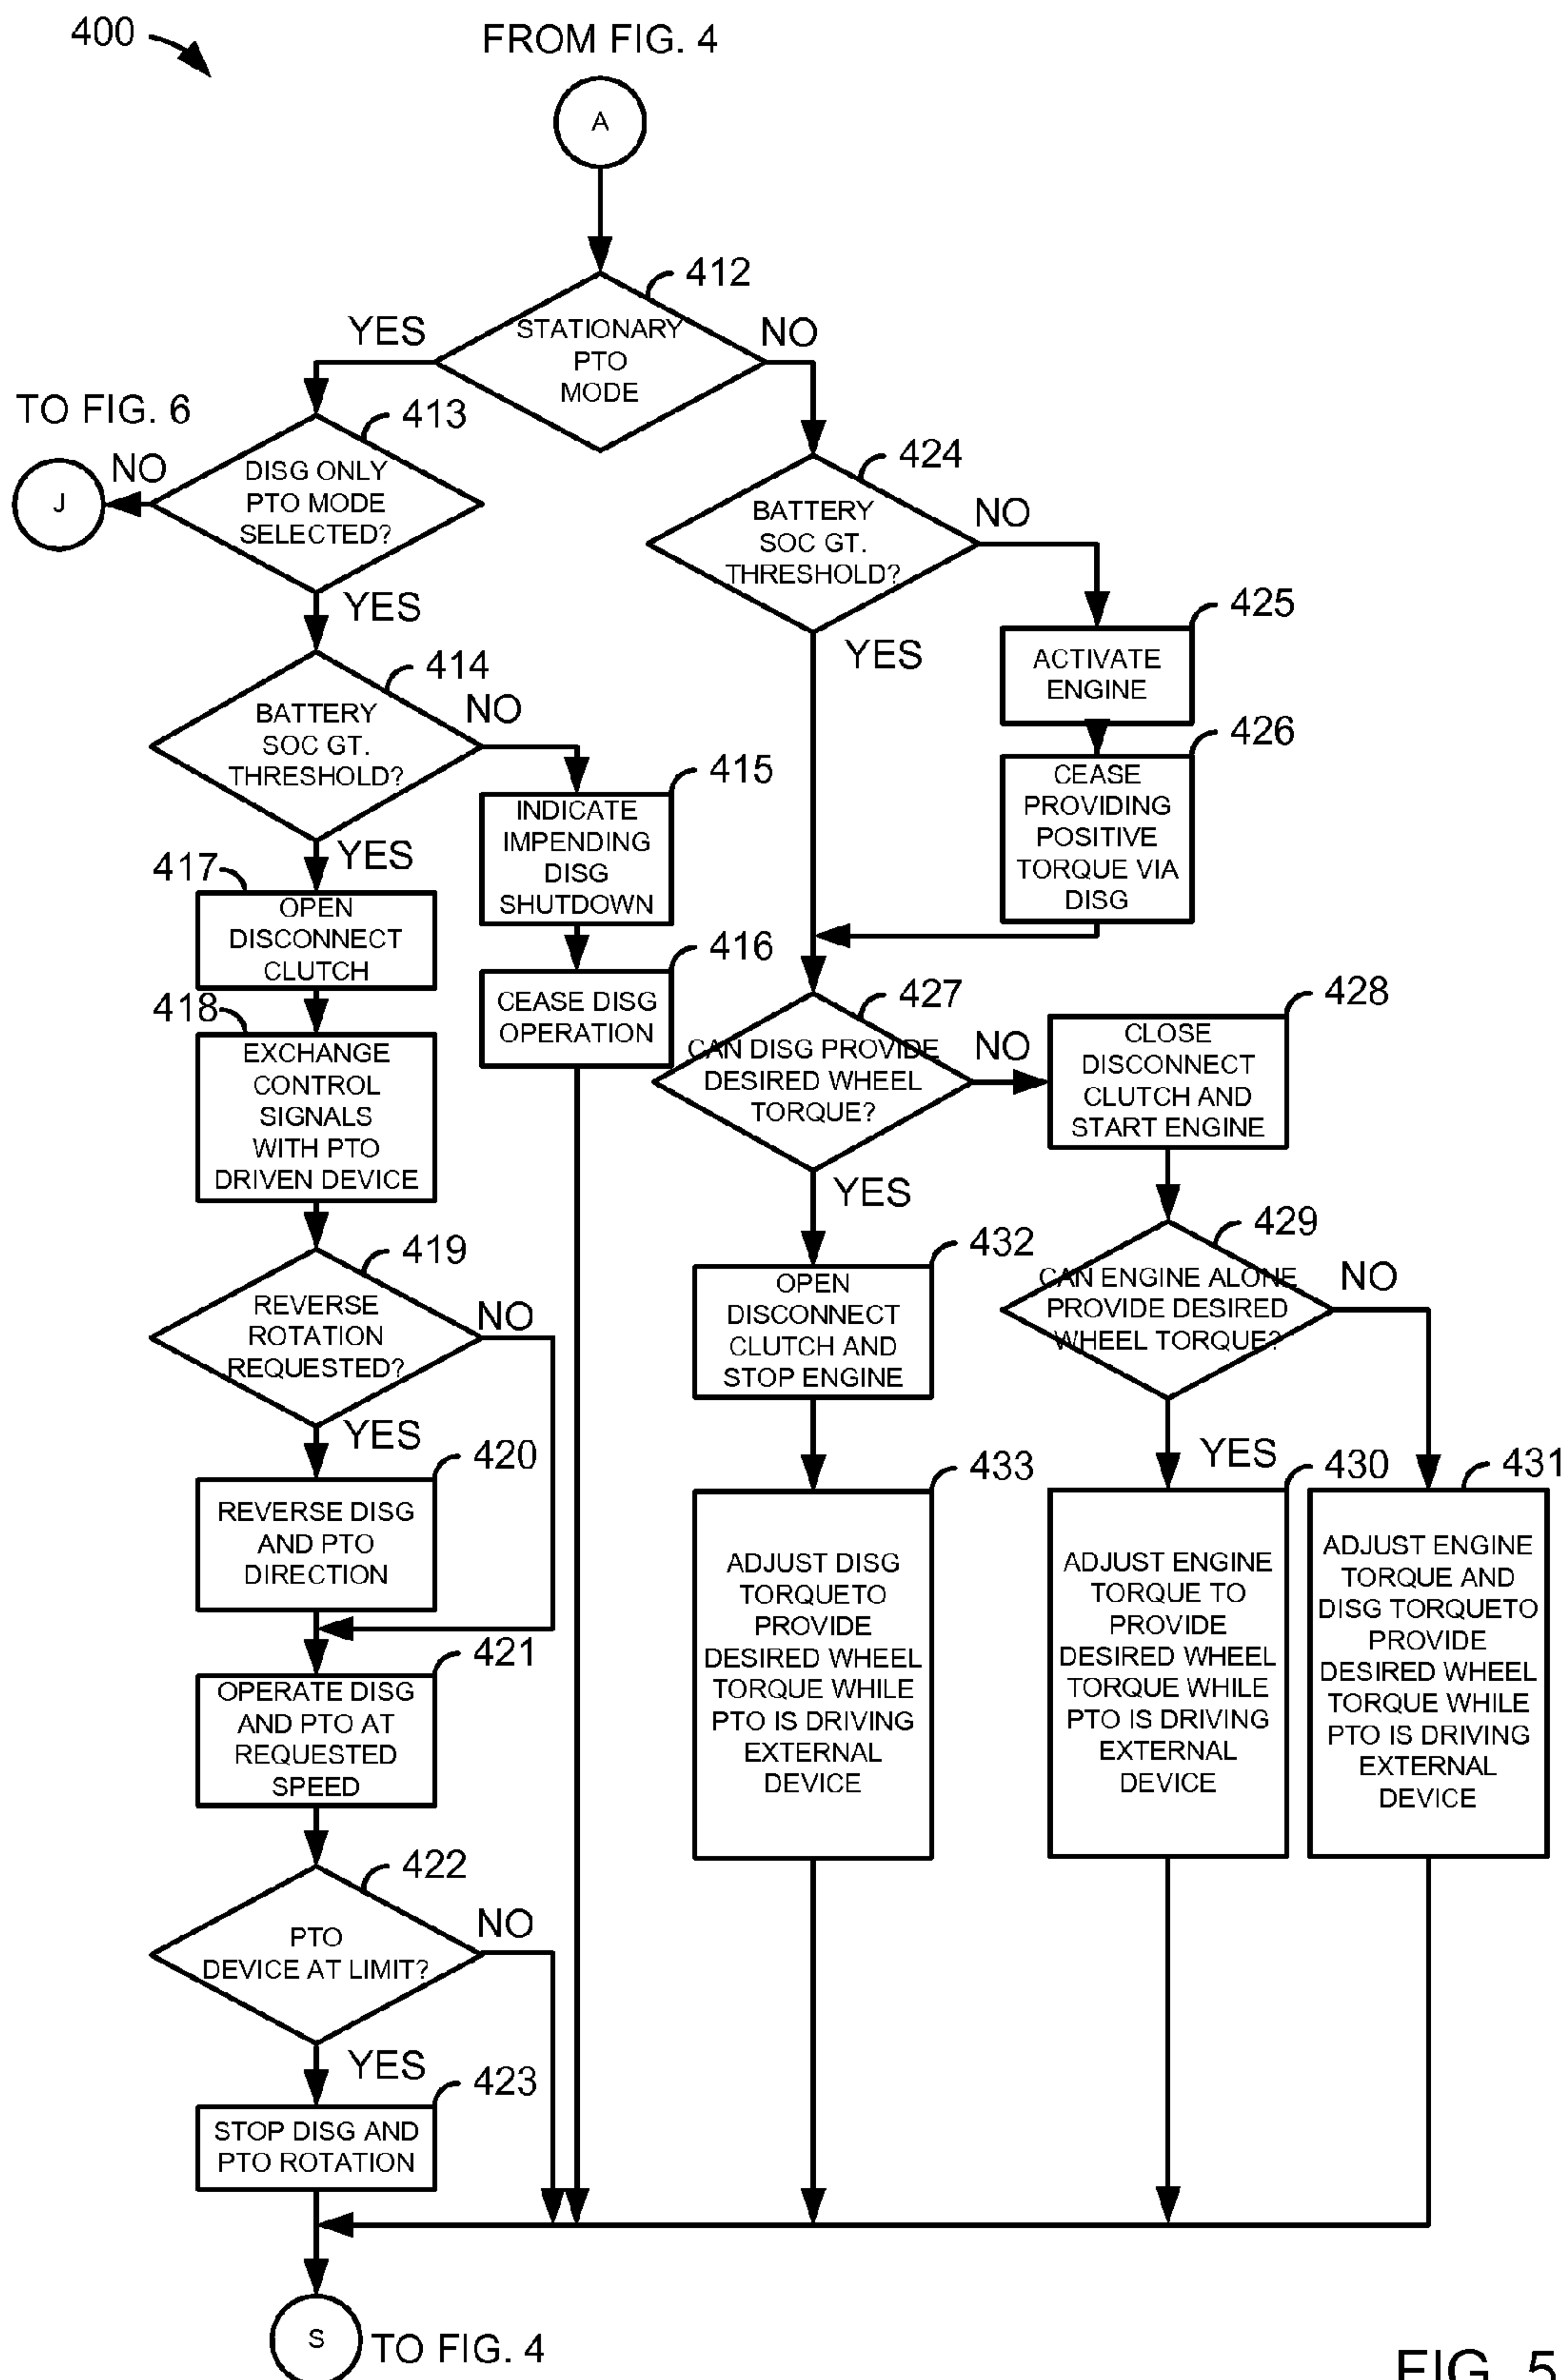 400
FROM FIG. 4
A
412
YES
STATIONARY
PTO
MODE
NO
TO FIG. 6
J
NO
413
DISG ONLY
PTO MODE
SELECTED?
YES
424
BATTERY
SOC GT.
THRESHOLD?
NO
YES
425
ACTIVATE
ENGINE
426
CEASE
PROVIDING
POSITIVE
TORQUE VIA
DISG
414
BATTERY
SOC GT.
THRESHOLD?
NO
YES
415
INDICATE
IMPENDING
DISG
SHUTDOWN
416
CEASE DISG
OPERATION
417
OPEN
DISCONNECT
CLUTCH
418
EXCHANGE
CONTROL
SIGNALS
WITH PTO
DRIVEN DEVICE
427
CAN DISG PROVIDE
DESIRED WHEEL
TORQUE?
NO
YES
428
CLOSE
DISCONNECT
CLUTCH AND
START ENGINE
419
REVERSE
ROTATION
REQUESTED?
NO
YES
432
OPEN
DISCONNECT
CLUTCH AND
STOP ENGINE
429
CAN ENGINE ALONE
PROVIDE DESIRED
WHEEL TORQUE?
NO
YES
420
REVERSE DISG
AND PTO
DIRECTION
433
ADJUST DISG
TORQUETO
PROVIDE
DESIRED WHEEL
TORQUE WHILE
PTO IS DRIVING
EXTERNAL
DEVICE
430
ADJUST ENGINE
TORQUE TO
PROVIDE
DESIRED WHEEL
TORQUE WHILE
PTO IS DRIVING
EXTERNAL
DEVICE
431
ADJUST ENGINE
TORQUE AND
DISG TORQUETO
PROVIDE
DESIRED WHEEL
TORQUE WHILE
PTO IS DRIVING
EXTERNAL
DEVICE
421
OPERATE DISG
AND PTO AT
REQUESTED
SPEED
422
PTO
DEVICE AT LIMIT?
NO
YES
423
STOP DISG AND
PTO ROTATION
S
TO FIG. 4
FIG. 5